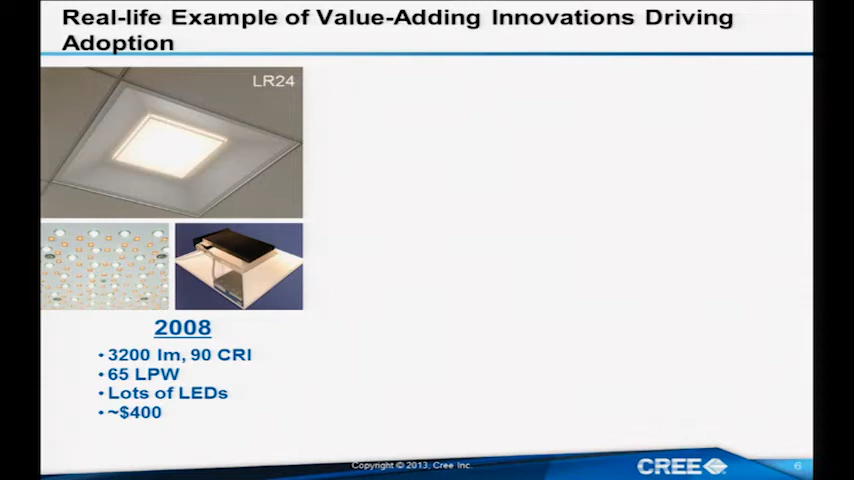 Real-life Example of Value-Adding Innovations Driving
Adoption
LR24
2008
• 3200 lm, 90 CRI
• 65 LPW
• Lots of LEDs
• ~$400
Copyright © 2013, Cree Inc.
CREE
6